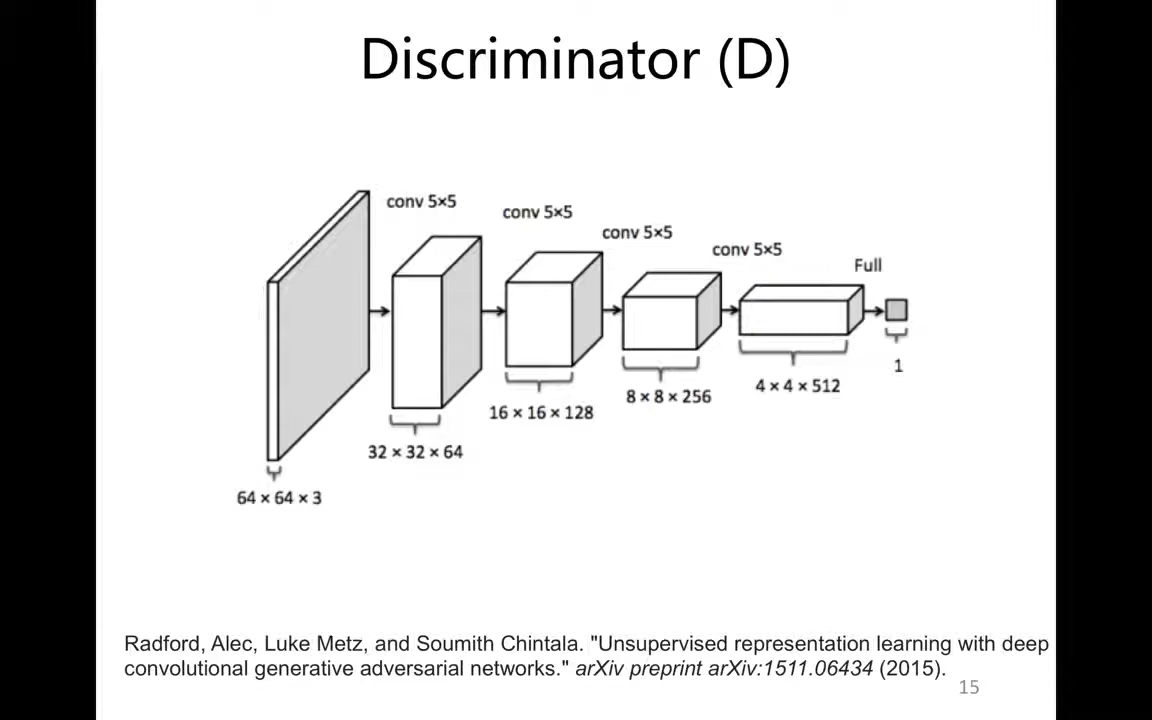 Discriminator (D)
conv 5×5
conv 5×5
conv 5×5
conv 5×5
Full
64 × 64 × 3
32 × 32 × 64
16 × 16 × 128
8 × 8 × 256
4 × 4 × 512
1
Radford, Alec, Luke Metz, and Soumith Chintala. "Unsupervised representation learning with deep
convolutional generative adversarial networks." arXiv preprint arXiv:1511.06434 (2015).
15